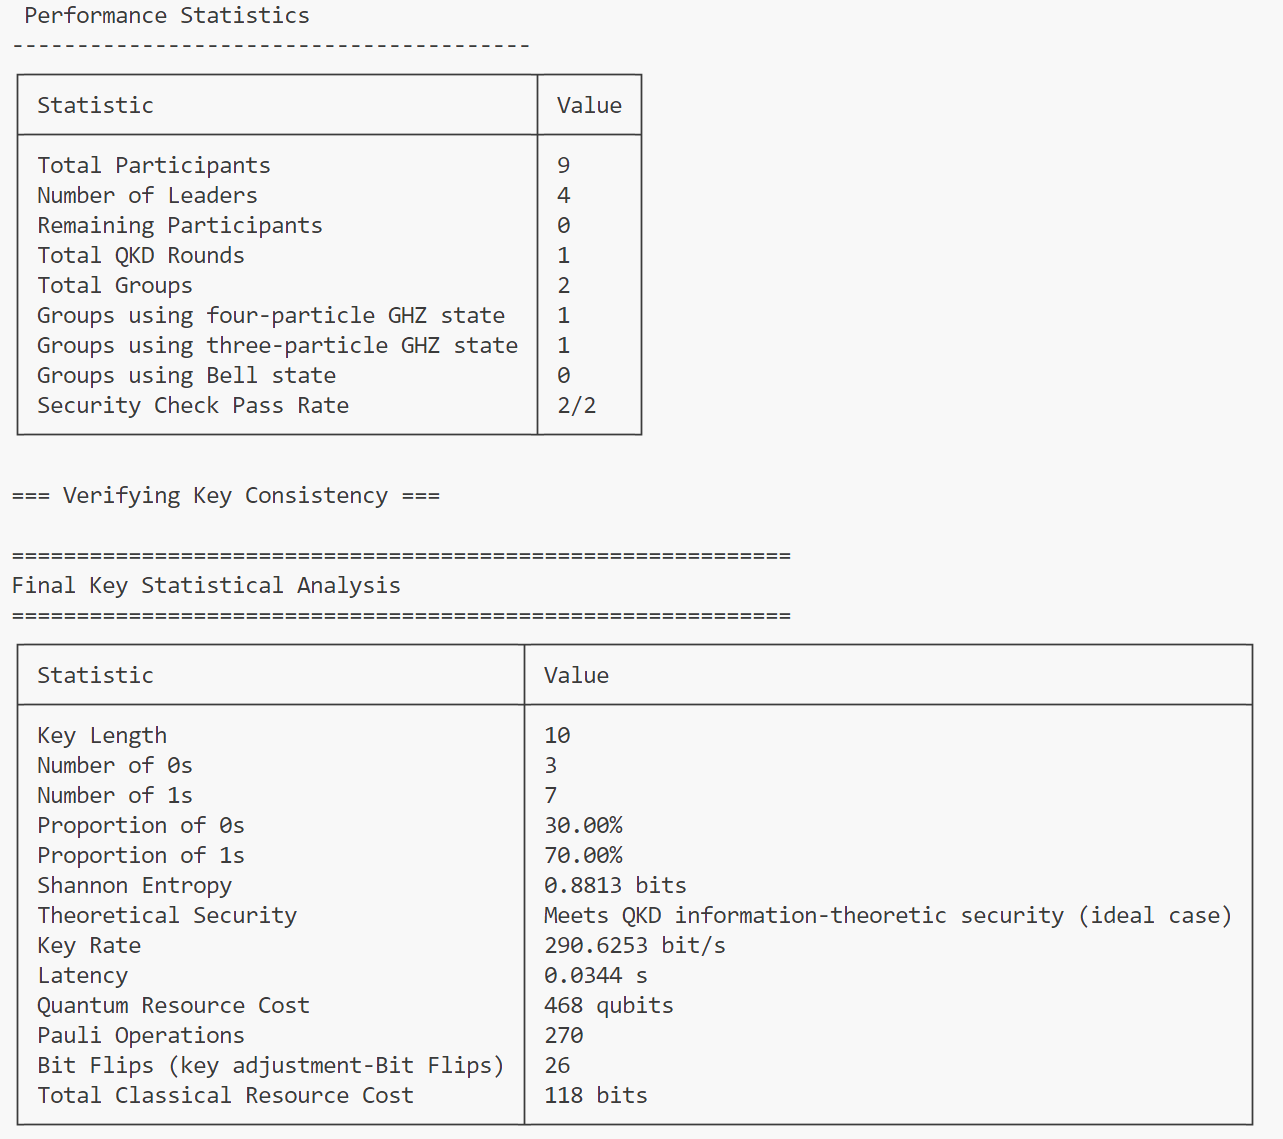 Performance Statistics
----------------------------------------
Statistic Value
Total Participants 9
Number of Leaders 4
Remaining Participants 0
Total QKD Rounds 1
Total Groups 2
Groups using four-particle GHZ state 1
Groups using three-particle GHZ state 1
Groups using Bell state 0
Security Check Pass Rate 2/2
=== Verifying Key Consistency ===
============================================================
Final Key Statistical Analysis
============================================================
Statistic Value
Key Length 10
Number of 0s 3
Number of 1s 7
Proportion of 0s 30.00%
Proportion of 1s 70.00%
Shannon Entropy 0.8813 bits
Theoretical Security Meets QKD information-theoretic security (ideal case)
Key Rate 290.6253 bit/s
Latency 0.0344 s
Quantum Resource Cost 468 qubits
Pauli Operations 270
Bit Flips (key adjustment-Bit Flips) 26
Total Classical Resource Cost 118 bits